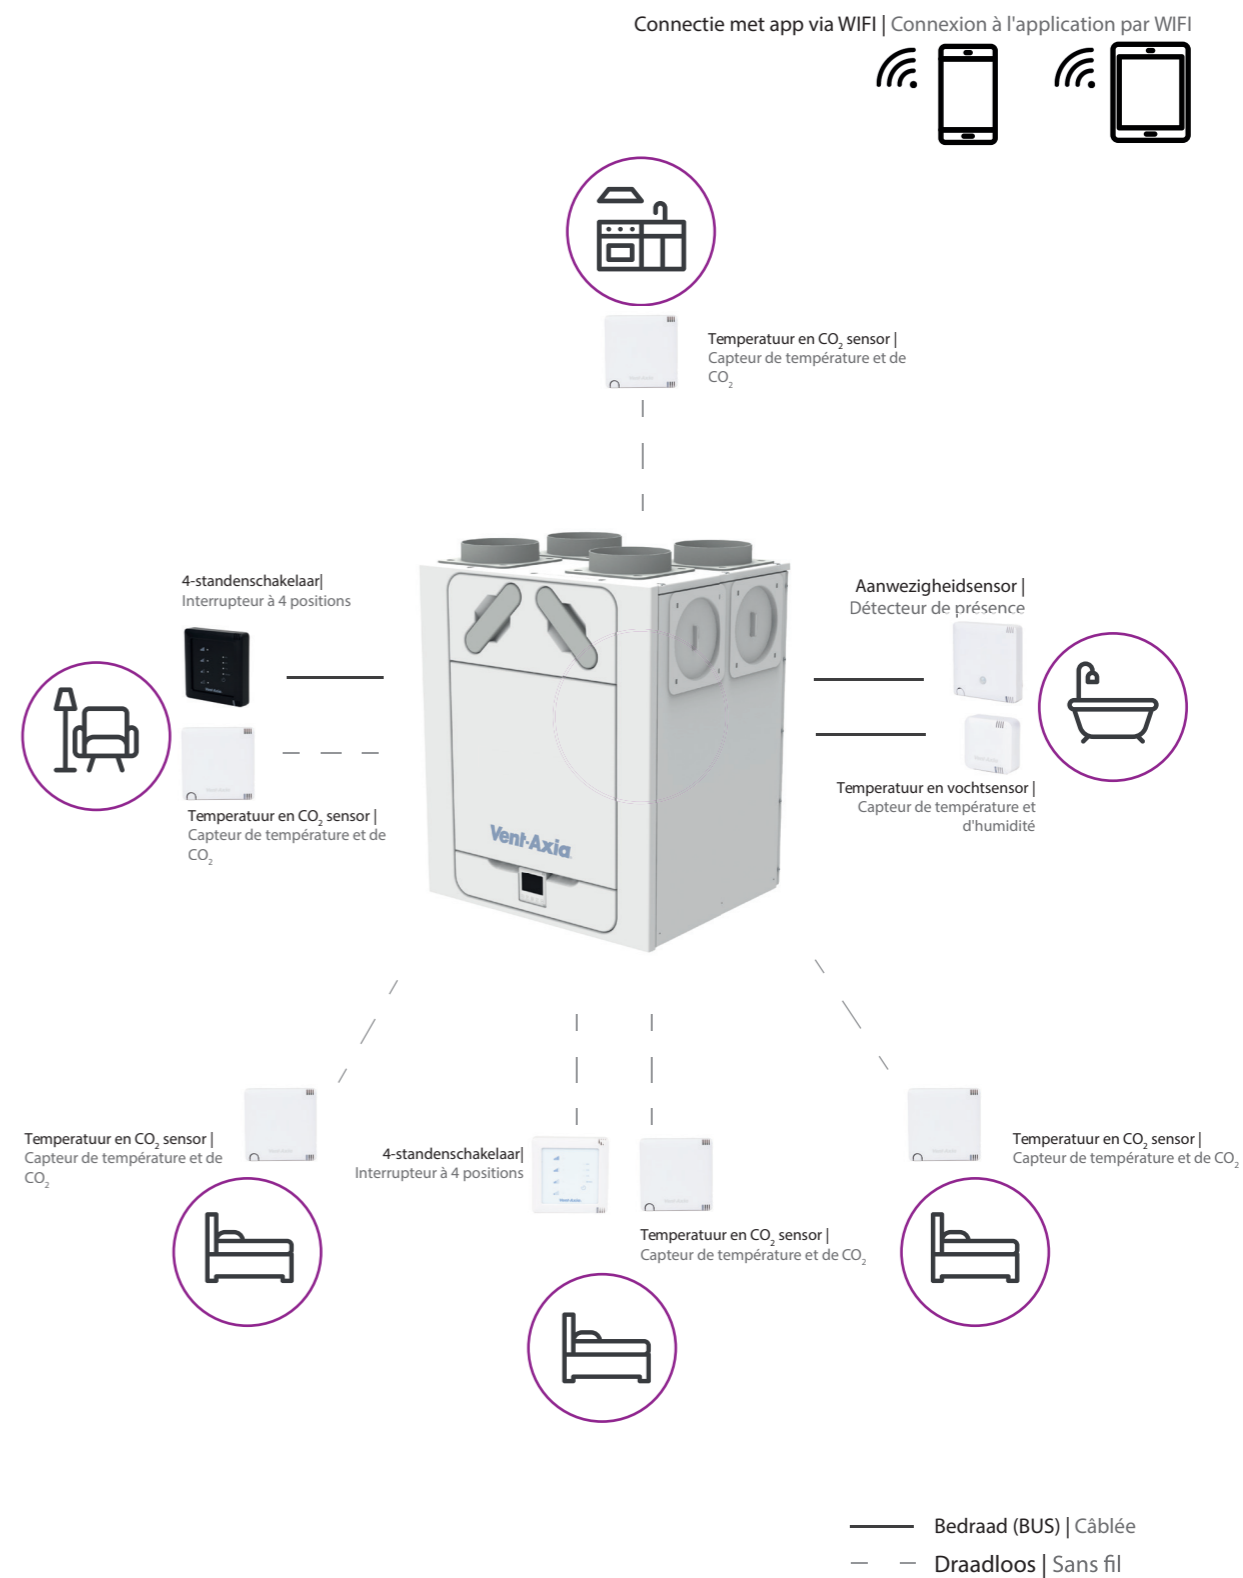 Connectie met app via WIFI | Connexion à l'application par WIFI
Temperatuur en CO₂ sensor |
Capteur de température et de
CO₂
4-standenschakelaar|
Interrupteur à 4 positions
Aanwezigheidsensor |
Détecteur de présence
Vent-Axia
Temperatuur en CO₂ sensor |
Capteur de température et de
CO₂
Temperatuur en vochtsensor |
Capteur de température et
d'humidité
Vent-Axia
Temperatuur en CO₂ sensor |
Capteur de température et de
CO₂
4-standenschakelaar|
Interrupteur à 4 positions
Vent-Axia
Temperatuur en CO₂ sensor |
Capteur de température et de CO₂
Temperatuur en CO₂ sensor |
Capteur de température et de CO₂
Bedraad (BUS) | Câblée
Draadloos | Sans fil